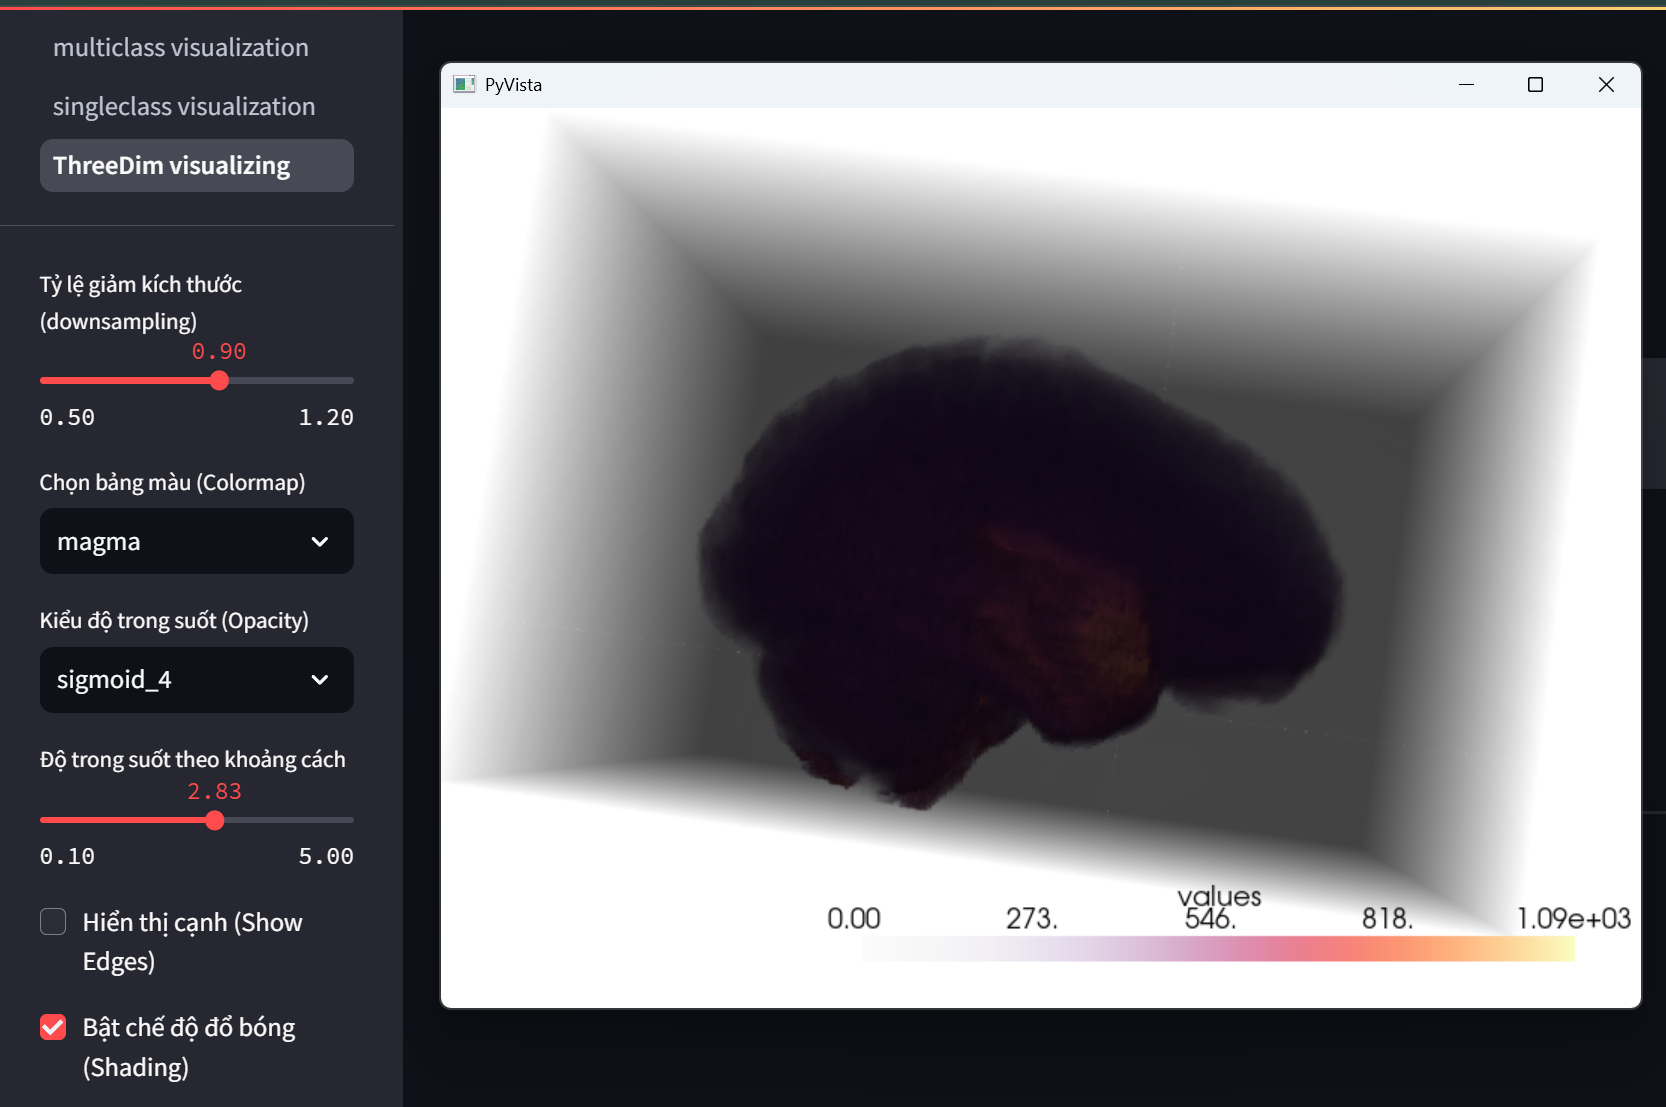 multiclass visualization
singleclass visualization
ThreeDim visualizing
Tỷ lệ giảm kích thước
(downsampling)
0.90
0.50 1.20
Chọn bảng màu (Colormap)
magma
Kiểu độ trong suốt (Opacity)
sigmoid_4
Độ trong suốt theo khoảng cách
2.83
0.10 5.00
Hiển thị cạnh (Show
Edges)
Bật chế độ đổ bóng
(Shading)
PyVista
values
0.00 273. 546. 818. 1.09e+03